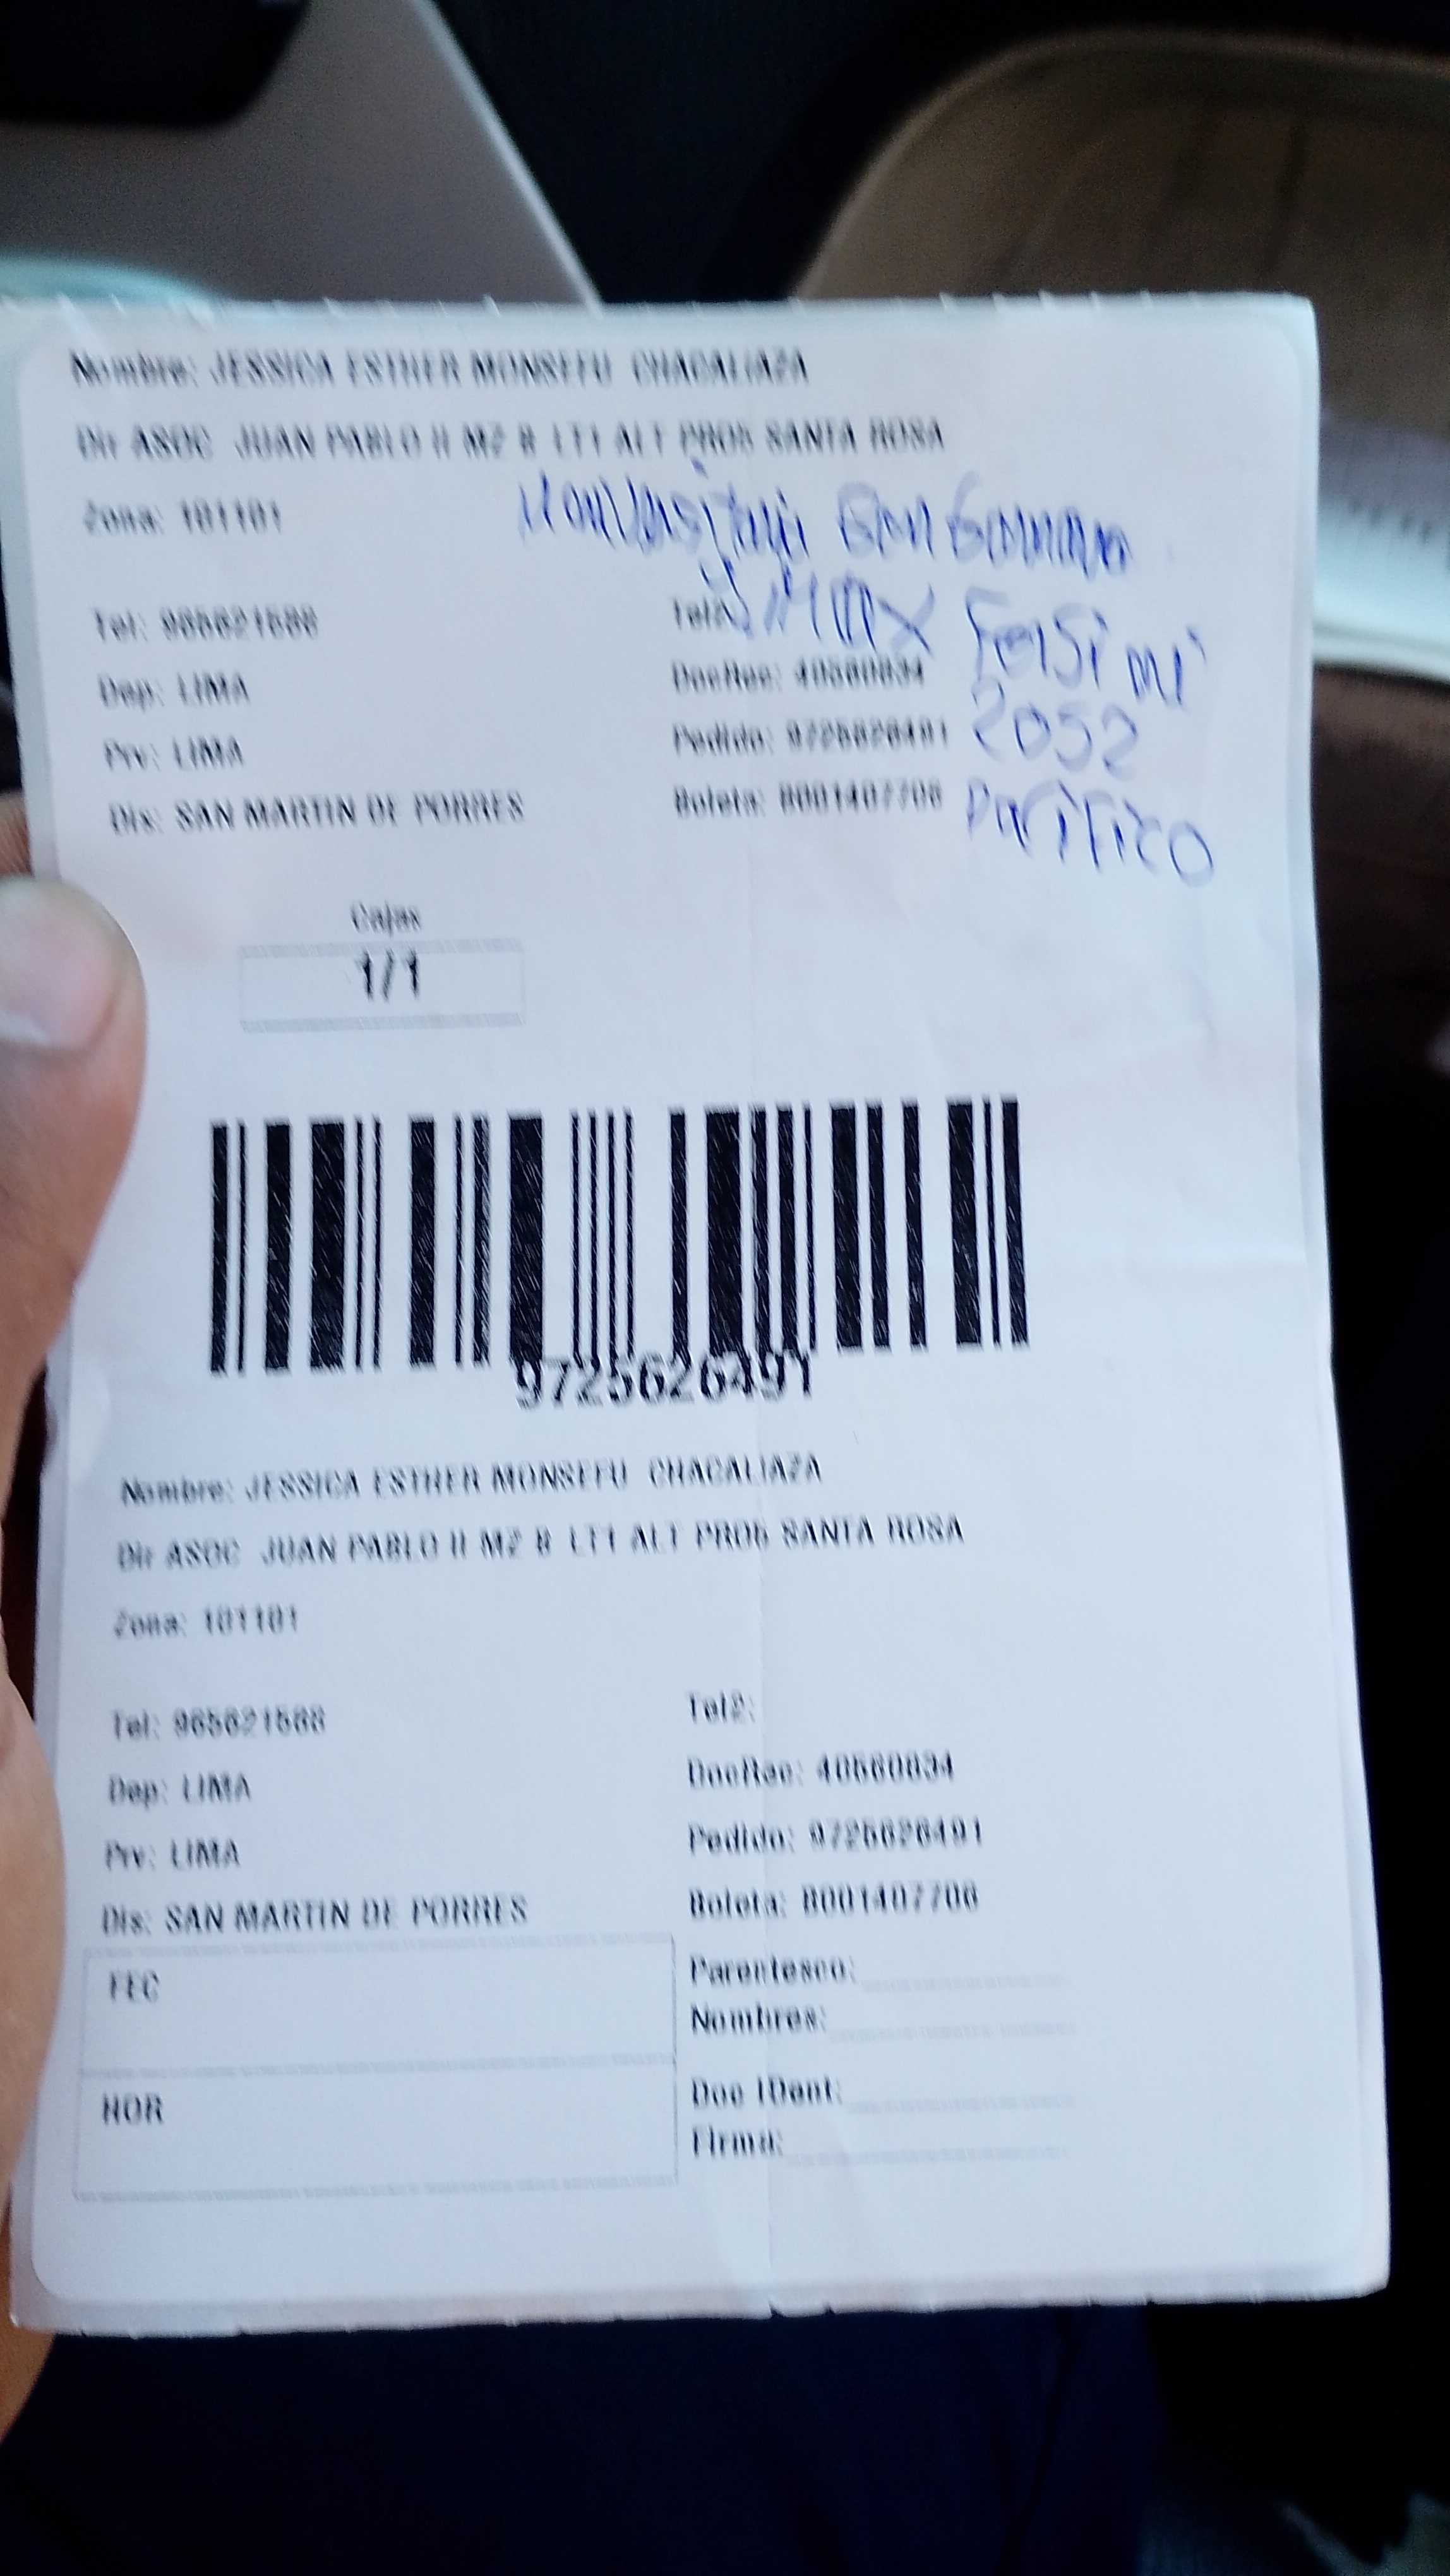 Nombre: JESSICA ESTHER MONSEFU CHACALIAZA
Dir ASOC JUAN PABLO II MZ B LT1 ALT PRO5 SANTA ROSA
Zona: 101101
Tel: 965621588
Tel2:
Dep: LIMA
DocRec: 40560834
Prv: LIMA
Pedido: 9725626491
2052
Dis: SAN MARTIN DE PORRES
Boleta: B001407706
Pacifico
Cajas
1/1
9725626491
Nombre: JESSICA ESTHER MONSEFU CHACALIAZA
Dir ASOC JUAN PABLO II MZ B LT1 ALT PRO5 SANTA ROSA
Zona: 101101
Tel: 965621588
Tel2:
Dep: LIMA
DocRec: 40560834
Prv: LIMA
Pedido: 9725626491
Dis: SAN MARTIN DE PORRES
Boleta: B001407706
FEC
Parentesco:
Nombres:
HOR
Doc IDent:
Firma: